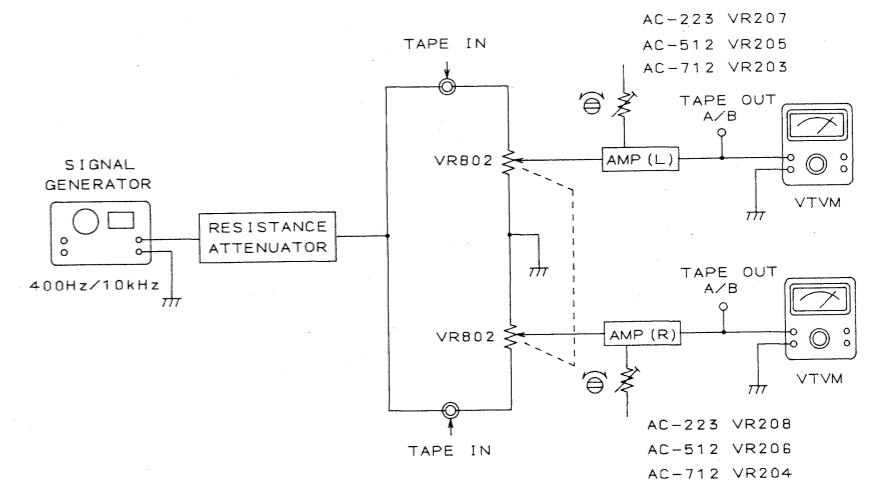 AC-223 VR207
AC-512 VR205
AC-712 VR203
TAPE IN
TAPE OUT
A/B
VR802
AMP(L)
VTVM
SIGNAL
GENERATOR
RESISTANCE
ATTENUATOR
400Hz/10kHz
TAPE OUT
A/B
VR802
AMP(R)
VTVM
TAPE IN
AC-223 VR208
AC-512 VR206
AC-712 VR204